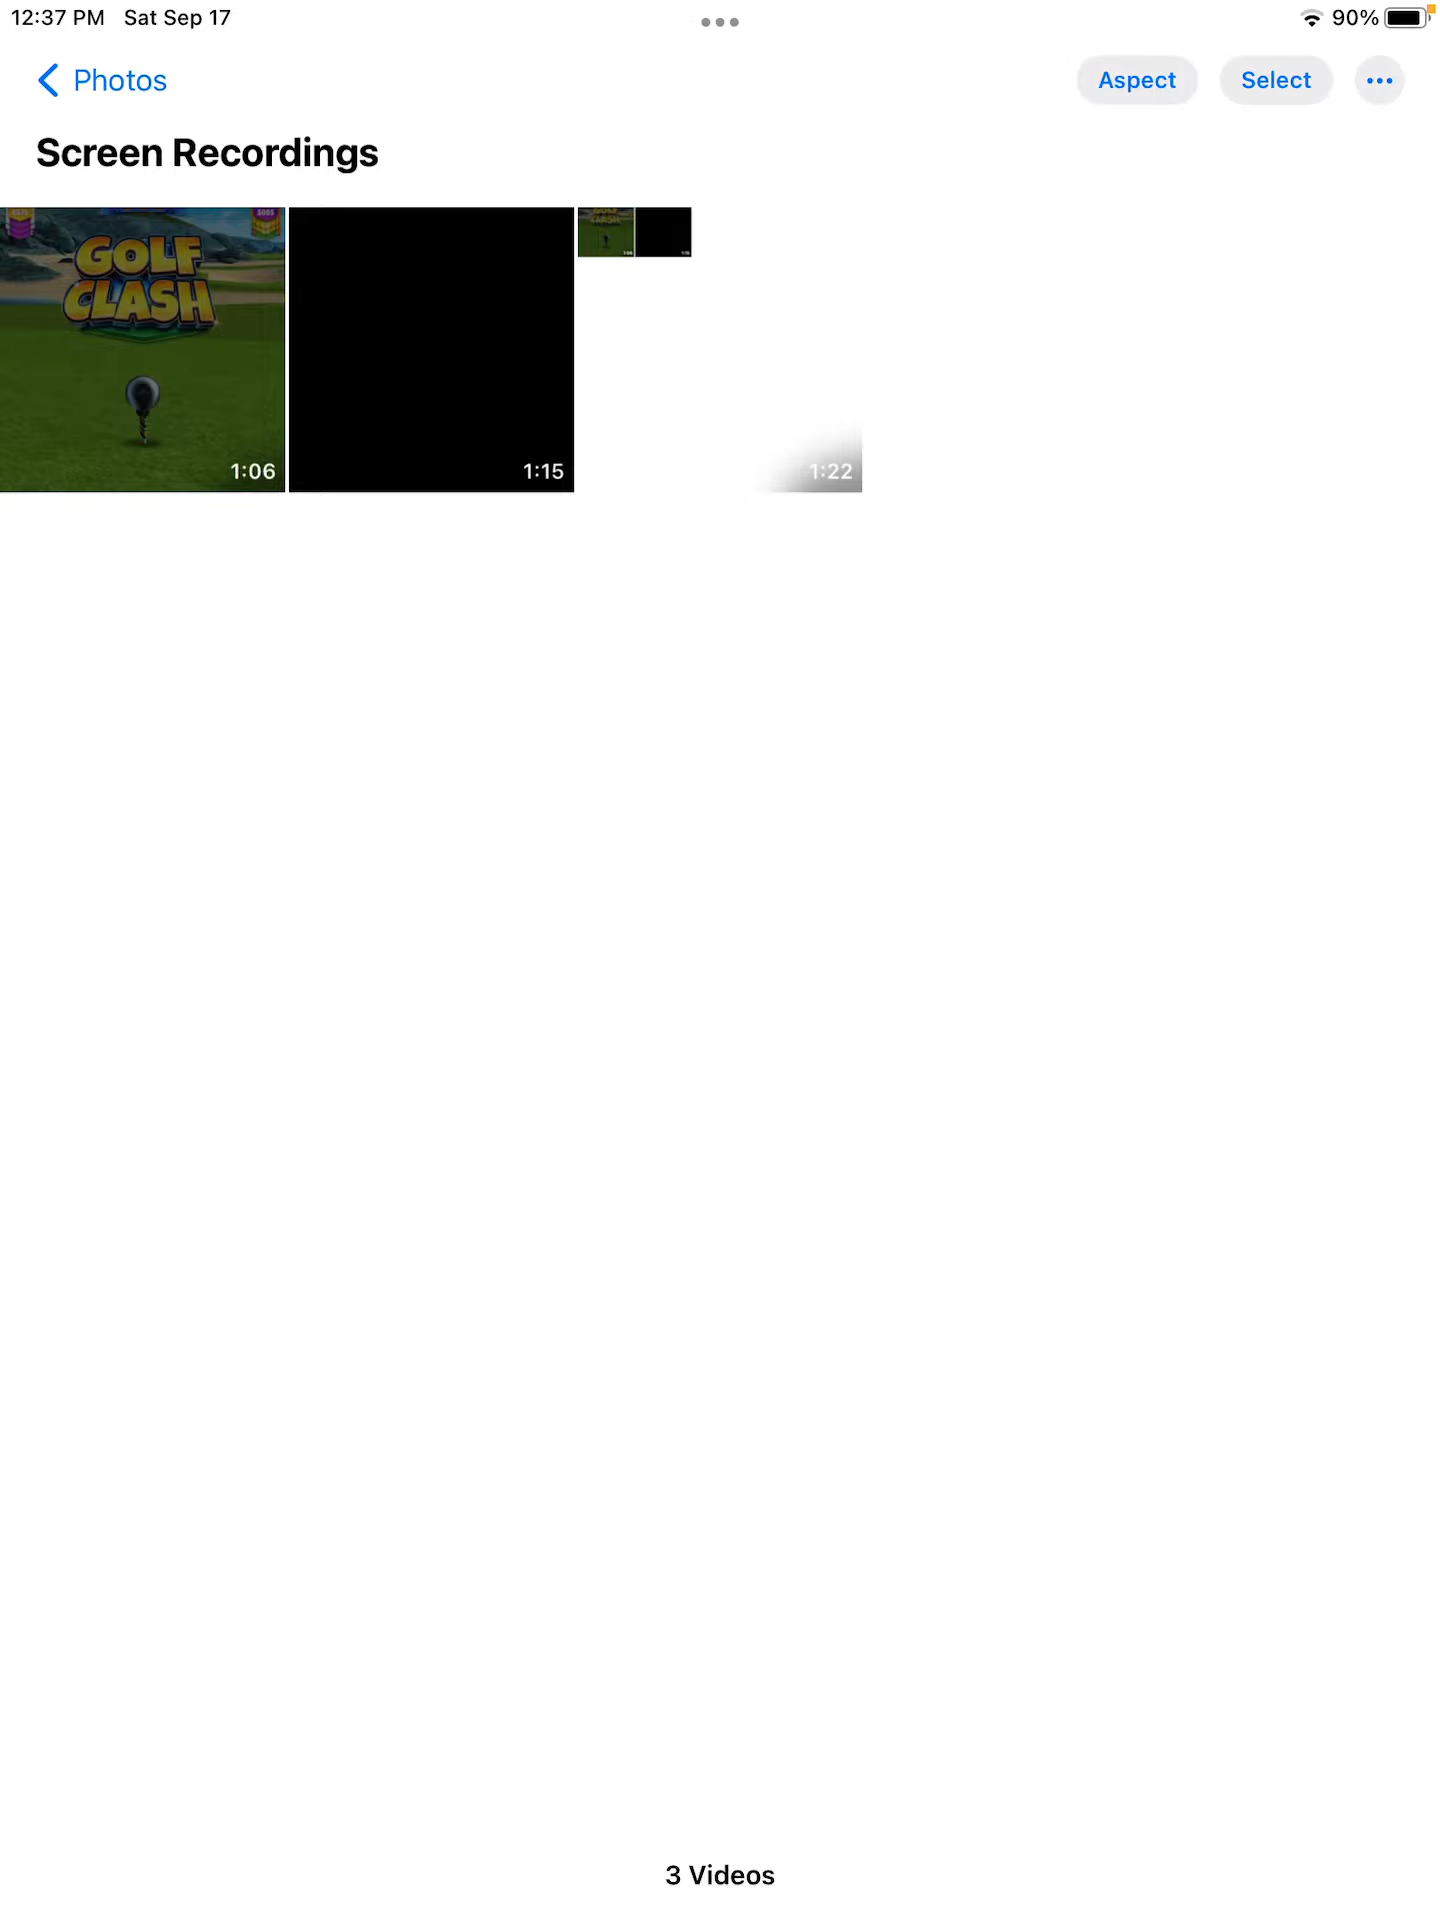 12:37 PM Sat Sep 17
90%
Photos
Aspect
Select
Screen Recordings
5005
GOLF
CLASH
1:06
1:15
1:22
3 Videos